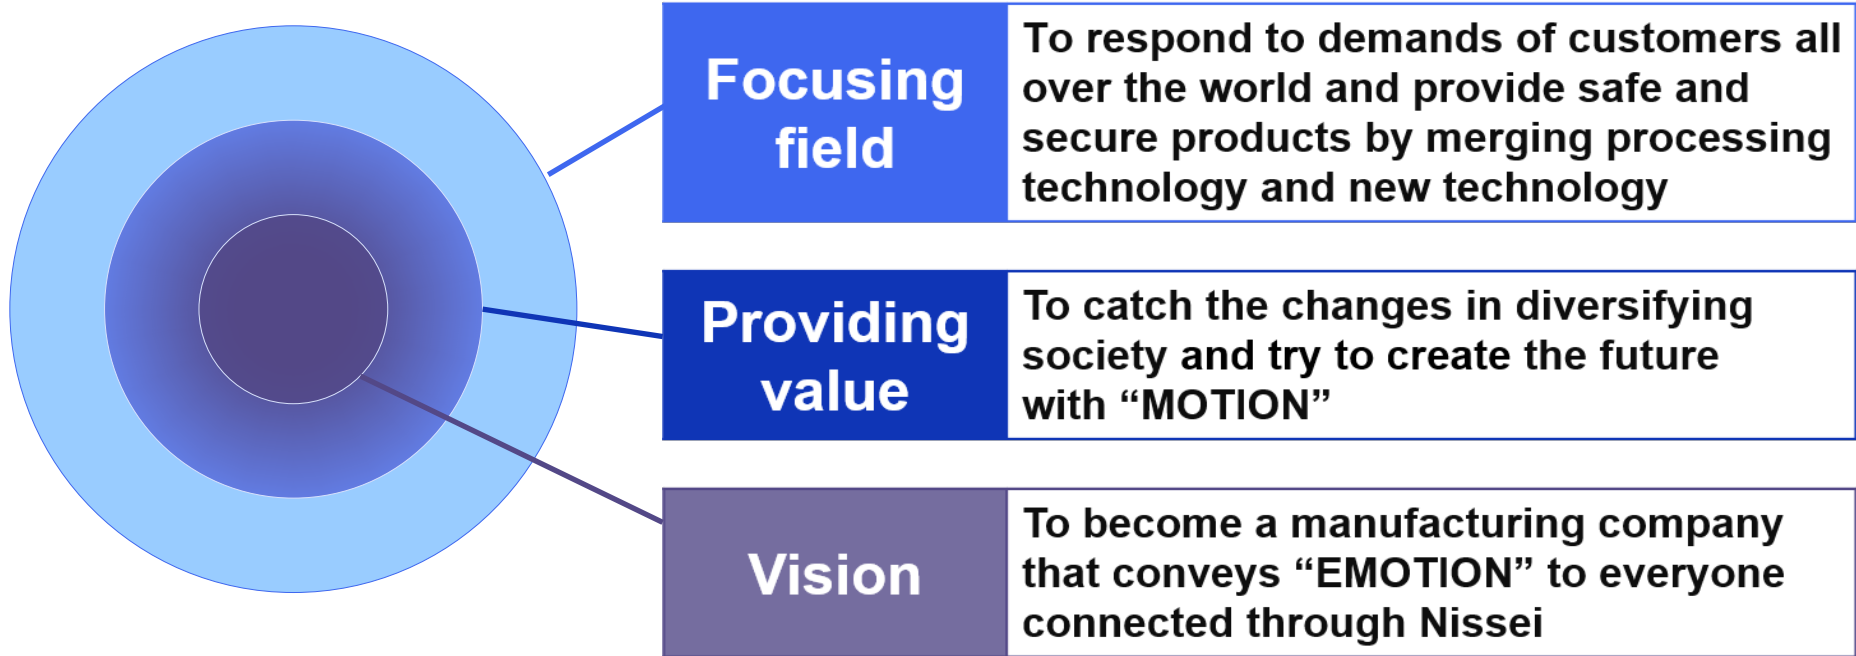 Focusing
field
To respond to demands of customers all
over the world and provide safe and
secure products by merging processing
technology and new technology
Providing
value
To catch the changes in diversifying
society and try to create the future
with “MOTION”
Vision
To become a manufacturing company
that conveys “EMOTION” to everyone
connected through Nissei